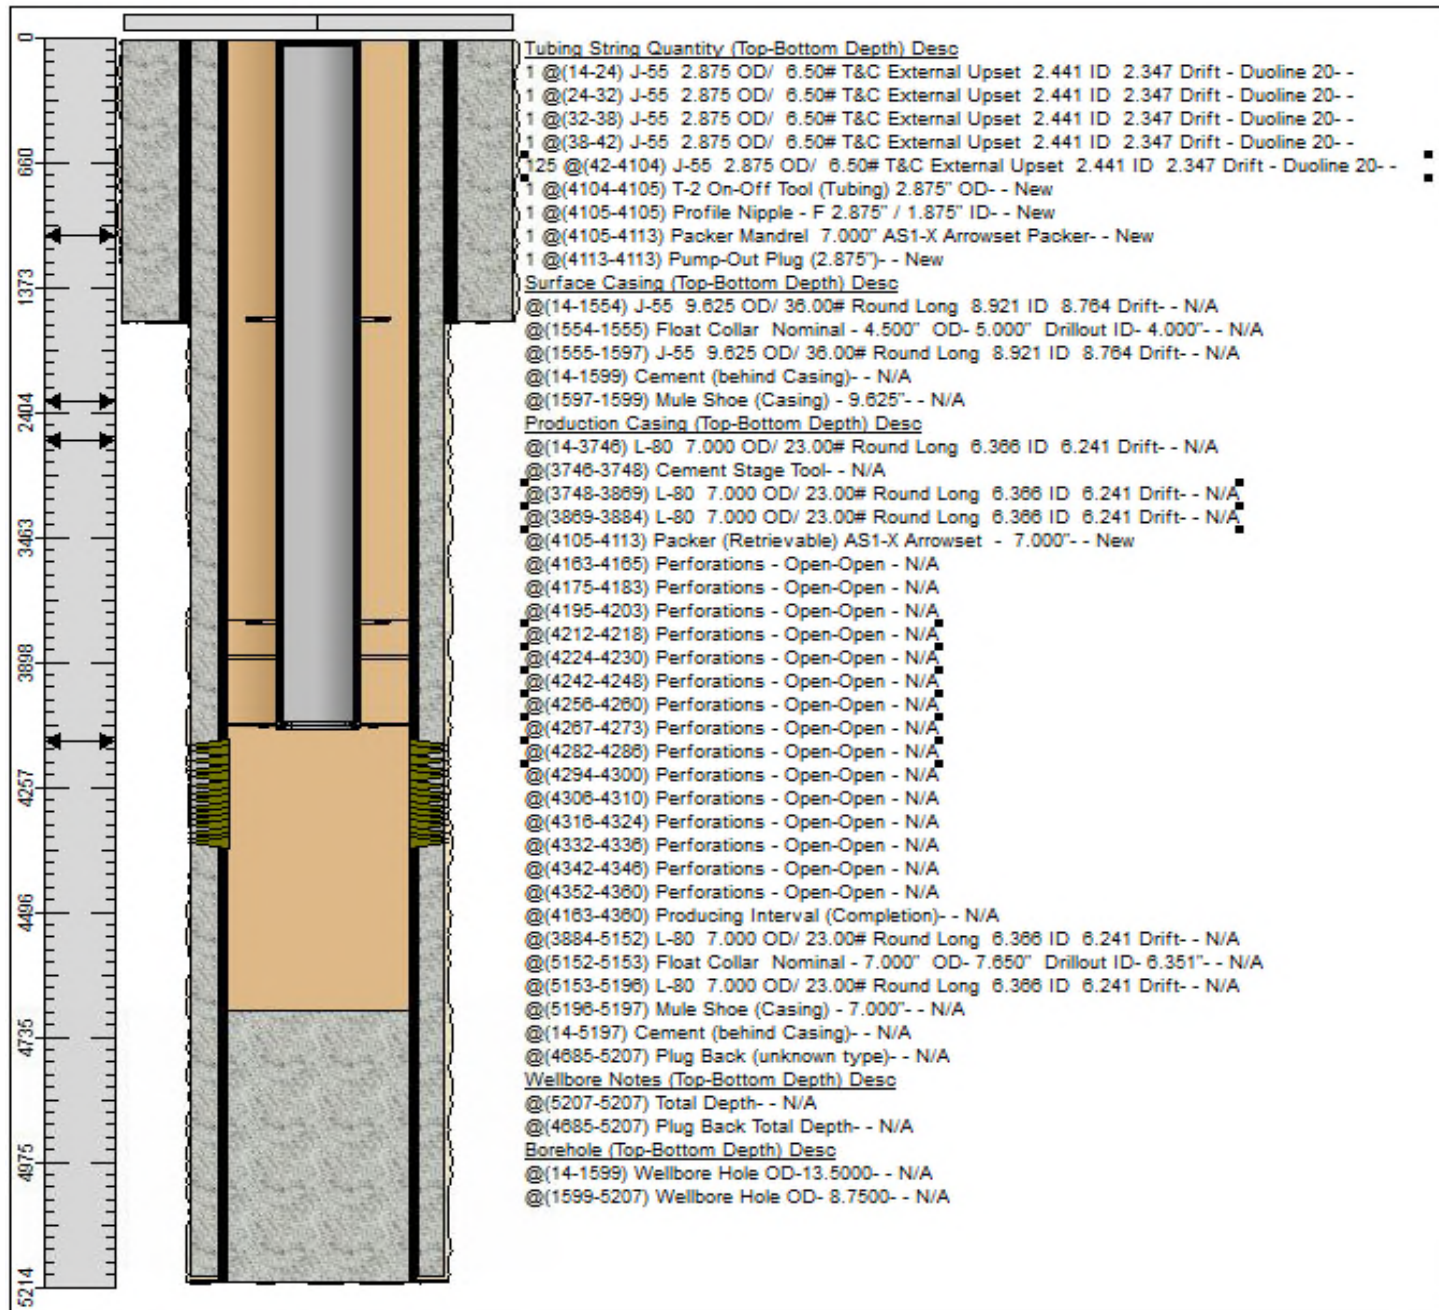 0
660
1373
2404
3463
3898
4257
4496
4735
4975
5214
Tubing String Quantity (Top-Bottom Depth) Desc
1 @(14-24) J-55 2.875 OD/ 6.50# T&C External Upset 2.441 ID 2.347 Drift - Duoline 20- -
1 @(24-32) J-55 2.875 OD/ 6.50# T&C External Upset 2.441 ID 2.347 Drift - Duoline 20- -
1 @(32-38) J-55 2.875 OD/ 6.50# T&C External Upset 2.441 ID 2.347 Drift - Duoline 20- -
1 @(38-42) J-55 2.875 OD/ 6.50# T&C External Upset 2.441 ID 2.347 Drift - Duoline 20- -
125 @(42-4104) J-55 2.875 OD/ 6.50# T&C External Upset 2.441 ID 2.347 Drift - Duoline 20- -
1 @(4104-4105) T-2 On-Off Tool (Tubing) 2.875" OD- - New
1 @(4105-4105) Profile Nipple - F 2.875" / 1.875" ID- - New
1 @(4105-4113) Packer Mandrel 7.000" AS1-X Arrowset Packer- - New
1 @(4113-4113) Pump-Out Plug (2.875")- - New
Surface Casing (Top-Bottom Depth) Desc
@(14-1554) J-55 9.625 OD/ 36.00# Round Long 8.921 ID 8.764 Drift- - N/A
@(1554-1555) Float Collar Nominal - 4.500" OD- 5.000" Drillout ID- 4.000"- - N/A
@(1555-1597) J-55 9.625 OD/ 36.00# Round Long 8.921 ID 8.764 Drift- - N/A
@(14-1599) Cement (behind Casing)- - N/A
@(1597-1599) Mule Shoe (Casing) - 9.625"- - N/A
Production Casing (Top-Bottom Depth) Desc
@(14-3746) L-80 7.000 OD/ 23.00# Round Long 6.366 ID 6.241 Drift- - N/A
@(3746-3748) Cement Stage Tool- - N/A
@(3748-3869) L-80 7.000 OD/ 23.00# Round Long 6.366 ID 6.241 Drift- - N/A
@(3869-3884) L-80 7.000 OD/ 23.00# Round Long 6.366 ID 6.241 Drift- - N/A
@(4105-4113) Packer (Retrievable) AS1-X Arrowset - 7.000"- - New
@(4163-4165) Perforations - Open-Open - N/A
@(4175-4183) Perforations - Open-Open - N/A
@(4195-4203) Perforations - Open-Open - N/A
@(4212-4218) Perforations - Open-Open - N/A
@(4224-4230) Perforations - Open-Open - N/A
@(4242-4248) Perforations - Open-Open - N/A
@(4256-4260) Perforations - Open-Open - N/A
@(4267-4273) Perforations - Open-Open - N/A
@(4282-4286) Perforations - Open-Open - N/A
@(4294-4300) Perforations - Open-Open - N/A
@(4306-4310) Perforations - Open-Open - N/A
@(4316-4324) Perforations - Open-Open - N/A
@(4332-4336) Perforations - Open-Open - N/A
@(4342-4346) Perforations - Open-Open - N/A
@(4352-4360) Perforations - Open-Open - N/A
@(4163-4360) Producing Interval (Completion)- - N/A
@(3884-5152) L-80 7.000 OD/ 23.00# Round Long 6.366 ID 6.241 Drift- - N/A
@(5152-5153) Float Collar Nominal - 7.000" OD- 7.650" Drillout ID- 6.351"- - N/A
@(5153-5196) L-80 7.000 OD/ 23.00# Round Long 6.366 ID 6.241 Drift- - N/A
@(5196-5197) Mule Shoe (Casing) - 7.000"- - N/A
@(14-5197) Cement (behind Casing)- - N/A
@(4685-5207) Plug Back (unknown type)- - N/A
Wellbore Notes (Top-Bottom Depth) Desc
@(5207-5207) Total Depth- - N/A
@(4685-5207) Plug Back Total Depth- - N/A
Borehole (Top-Bottom Depth) Desc
@(14-1599) Wellbore Hole OD-13.5000- - N/A
@(1599-5207) Wellbore Hole OD- 8.7500- - N/A